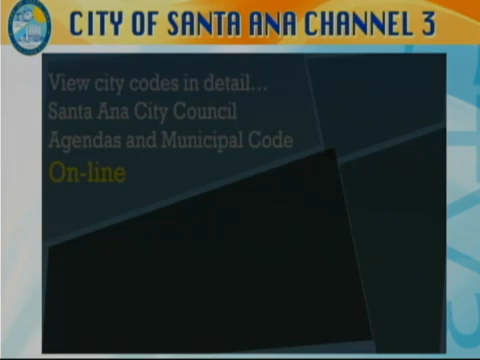 CITY OF SANTA ANA CHANNEL 3
View city codes in detail...
Santa Ana City Council
Agendas and Municipal Code
On-line